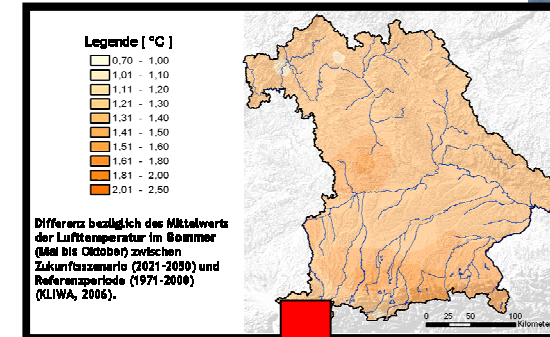 Legende [ °C ]
0,70 - 1,00
1,01 - 1,10
1,11 - 1,20
1,21 - 1,30
1,31 - 1,40
1,41 - 1,50
1,51 - 1,60
1,61 - 1,80
1,81 - 2,00
2,01 - 2,50
Differenz bezüglich des Mittelwerts
der Lufttemperatur im Sommer
(Mai bis Oktober) zwischen
Zukunftsszenario (2021-2050) und
Referenzperiode (1971-2000)
(KLIWA, 2006).
0 25 50 100
Kilometer